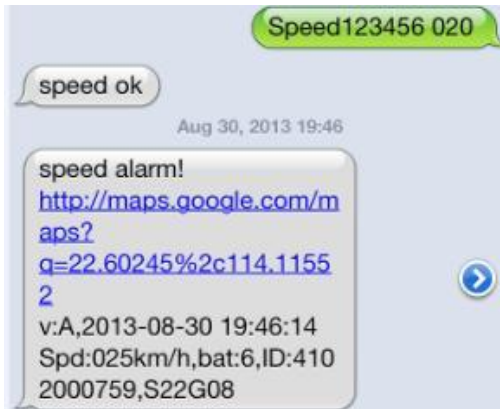 Speed123456 020
speed ok
Aug 30, 2013 19:46
speed alarm!
http://maps.google.com/m
aps?
q=22.60245%2c114.1155
2
v:A,2013-08-30 19:46:14
Spd:025km/h,bat:6,ID:410
2000759,S22G08